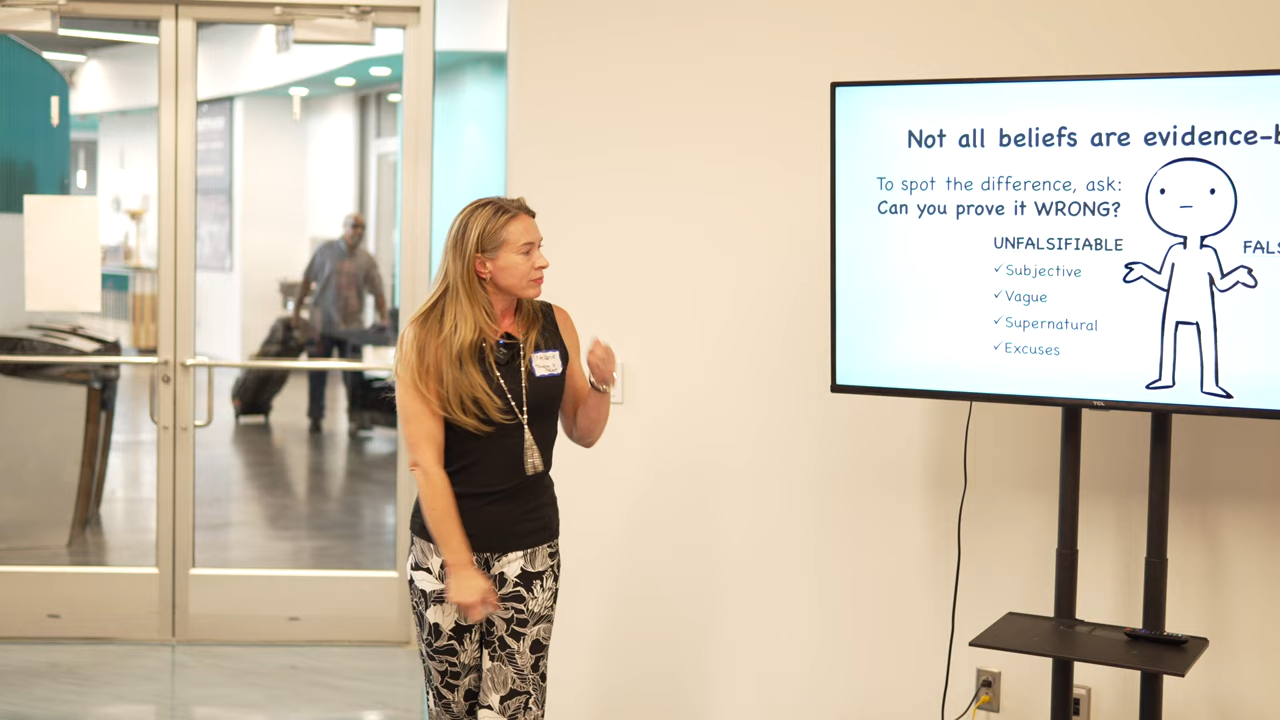 Not all beliefs are evidence-b
To spot the difference, ask:
Can you prove it WRONG?
UNFALSIFIABLE
FALS
✓Subjective
✓Vague
✓Supernatural
✓Excuses
TCL